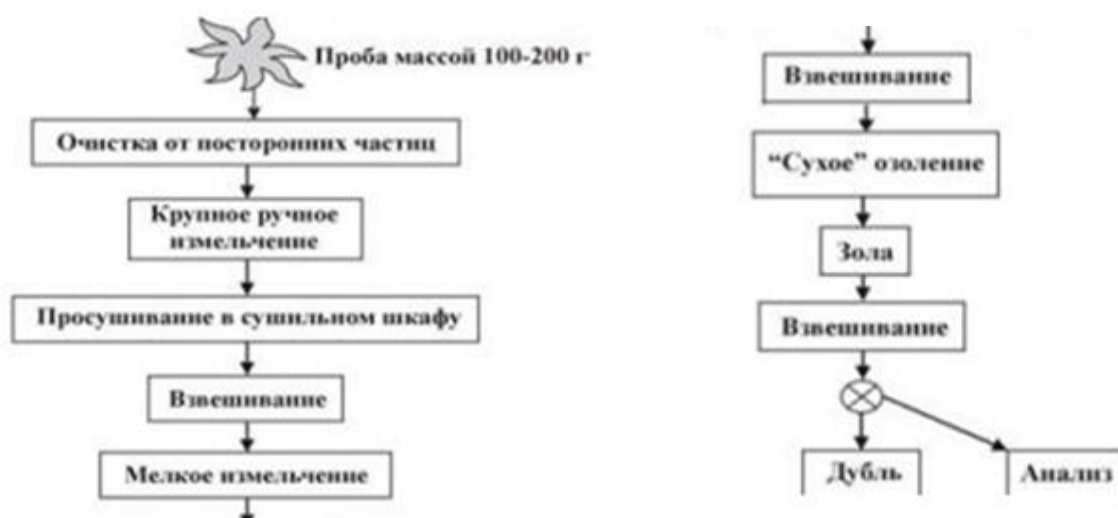 Проба массой 100-200 г
Очистка от посторонних частиц
Крупное ручное
измельчение
Просушивание в сушильном шкафу
Взвешивание
Мелкое измельчение
Взвешивание
“Сухое” озоление
Зола
Взвешивание
Дубль
Анализ